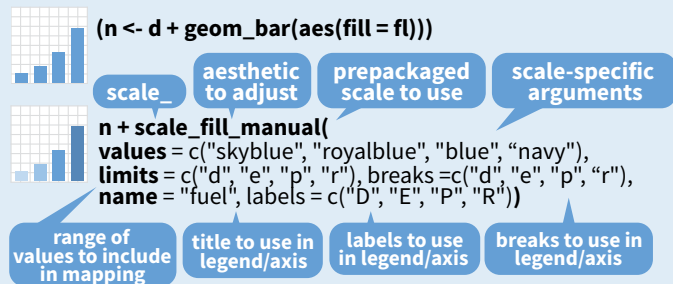 (n <- d + geom_bar(aes(fill = fl)))
scale_
aesthetic
to adjust
prepackaged
scale to use
scale-specific
arguments
n + scale_fill_manual(
values = c("skyblue", "royalblue", "blue", “navy"),
limits = c("d", "e", "p", "r"), breaks =c("d", "e", "p", “r"),
name = "fuel", labels = c("D", "E", "P", "R"))
range of
values to include
in mapping
title to use in
legend/axis
labels to use
in legend/axis
breaks to use in
legend/axis